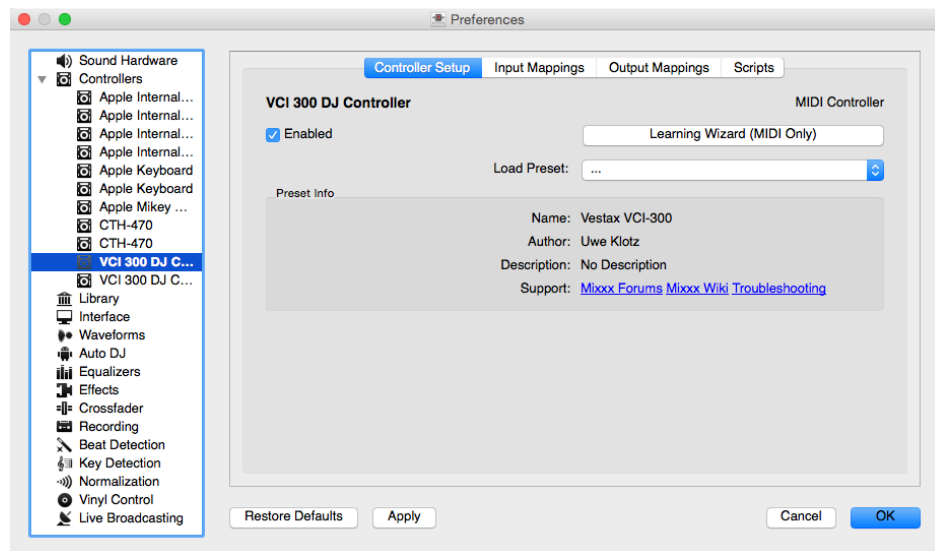 Preferences
Sound Hardware
Controllers
Apple Internal...
Apple Internal...
Apple Internal...
Apple Internal...
Apple Keyboard
Apple Keyboard
Apple Mikey ...
CTH-470
CTH-470
VCI 300 DJ C...
VCI 300 DJ C...
Library
Interface
Waveforms
Auto DJ
Equalizers
Effects
Crossfader
Recording
Beat Detection
Key Detection
Normalization
Vinyl Control
Live Broadcasting
Controller Setup Input Mappings Output Mappings Scripts
VCI 300 DJ Controller MIDI Controller
Enabled Learning Wizard (MIDI Only)
Load Preset: ...
Preset Info
Name: Vestax VCI-300
Author: Uwe Klotz
Description: No Description
Support: Mixxx Forums Mixxx Wiki Troubleshooting
Restore Defaults Apply Cancel OK